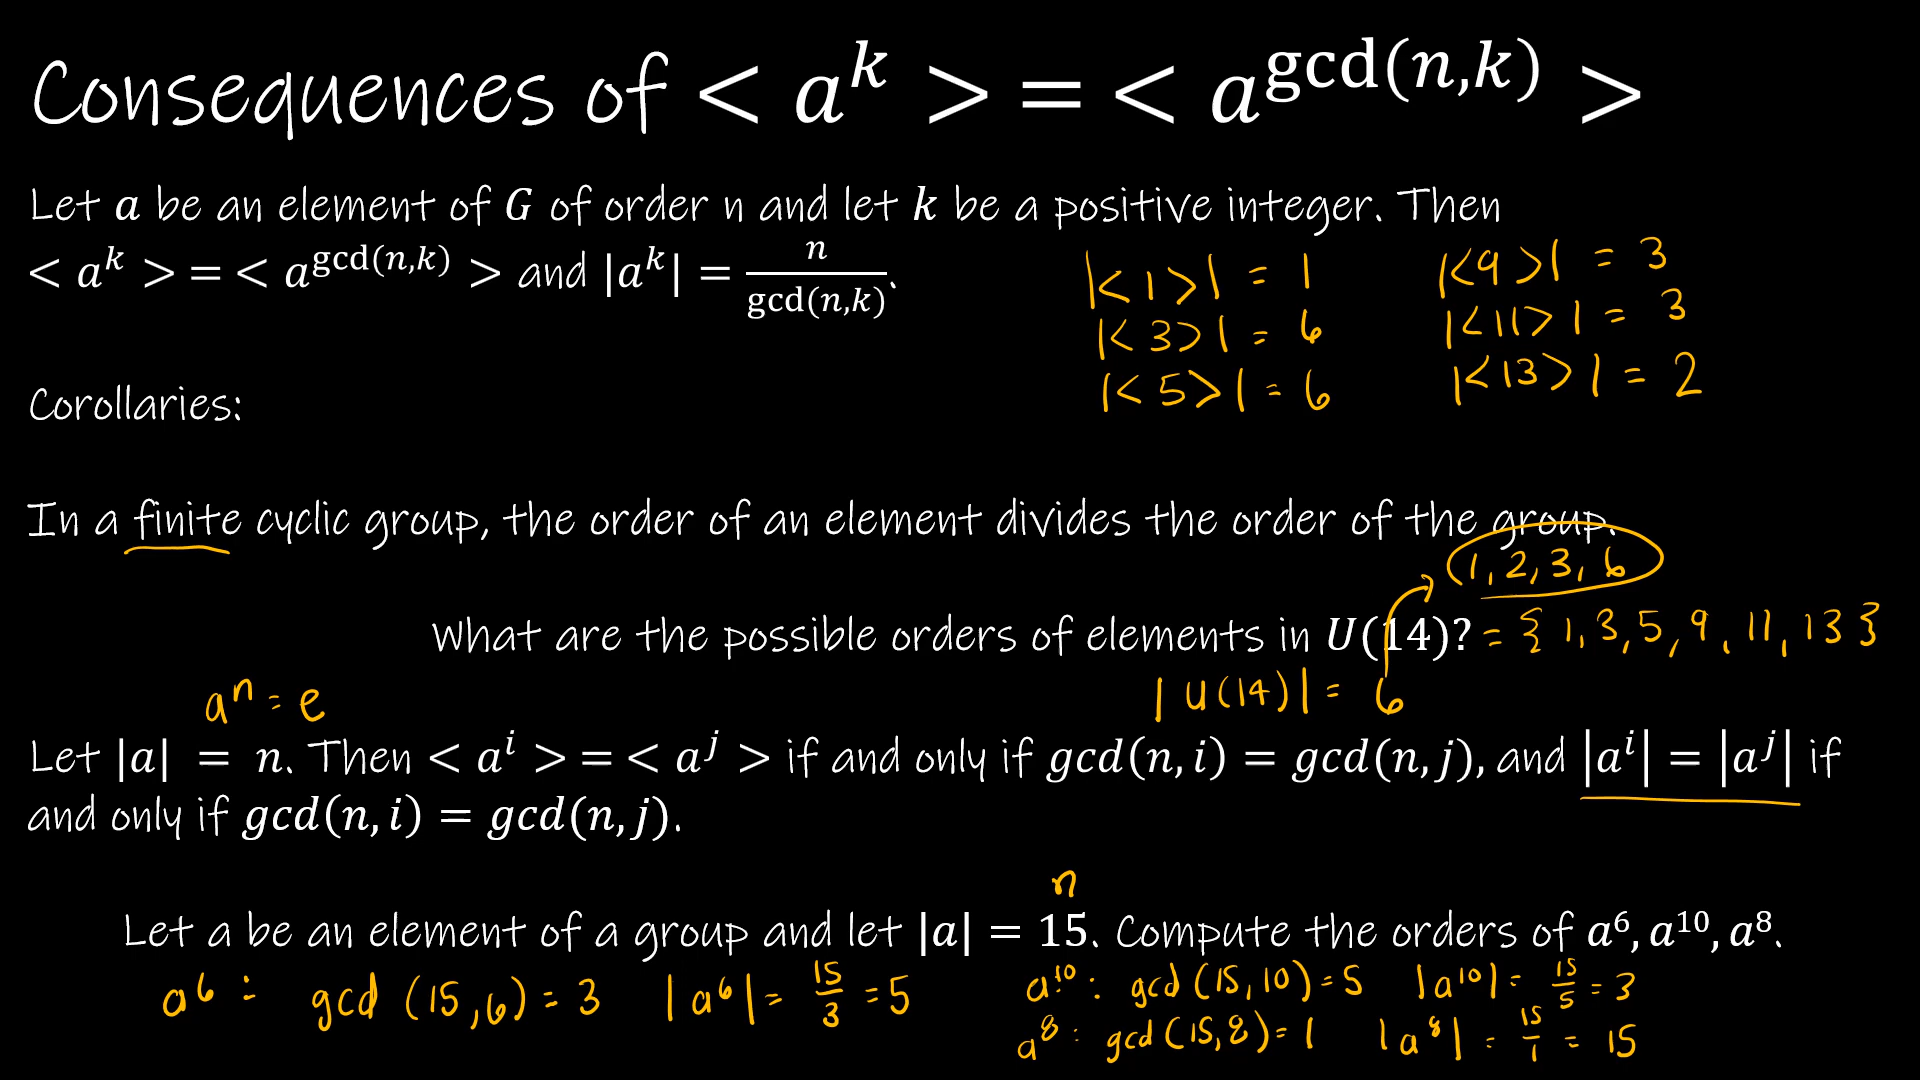 Consequences of < a^k > = < a^gcd(n,k) >
Let a be an element of G of order n and let k be a positive integer. Then
< a^k > = < a^gcd(n,k) > and |a^k| = n/gcd(n,k).
|<1>| = 1
|<3>| = 6
|<5>| = 6
|<9>| = 3
|<11>| = 3
|<13>| = 2
Corollaries:
In a finite cyclic group, the order of an element divides the order of the group.
1, 2, 3, 6
What are the possible orders of elements in U(14)? = { 1, 3, 5, 9, 11, 13 }
| U(14) | = 6
a^n = e
Let |a| = n. Then < a^i > = < a^j > if and only if gcd(n, i) = gcd(n, j), and |a^i| = |a^j| if
and only if gcd(n, i) = gcd(n, j).
n
Let a be an element of a group and let |a| = 15. Compute the orders of a^6, a^10, a^8.
a^6 : gcd (15, 6) = 3 |a^6| = 15/3 = 5
a^10 : gcd (15, 10) = 5 |a^10| = 15/5 = 3
a^8 : gcd (15, 8) = 1 |a^8| = 15/1 = 15